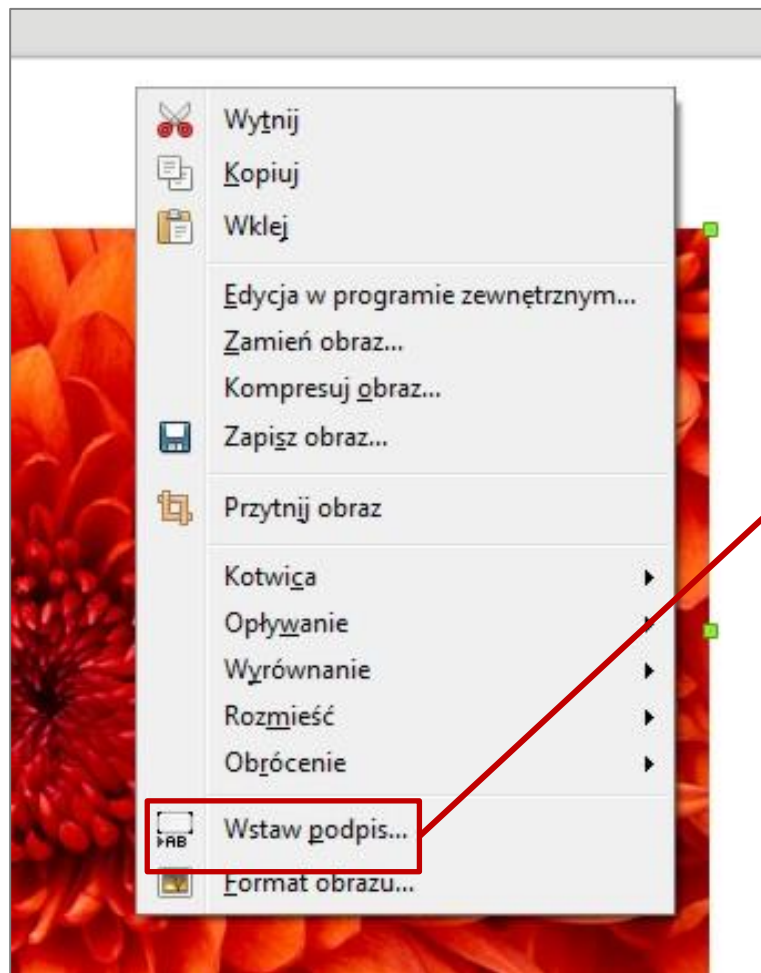 Wytnij
Kopiuj
Wklej
Edycja w programie zewnętrznym...
Zamień obraz...
Kompresuj obraz...
Zapisz obraz...
Przytnij obraz
Kotwica
Opływanie
Wyrównanie
Rozmieść
Obrócenie
AB Wstaw podpis...
Format obrazu...